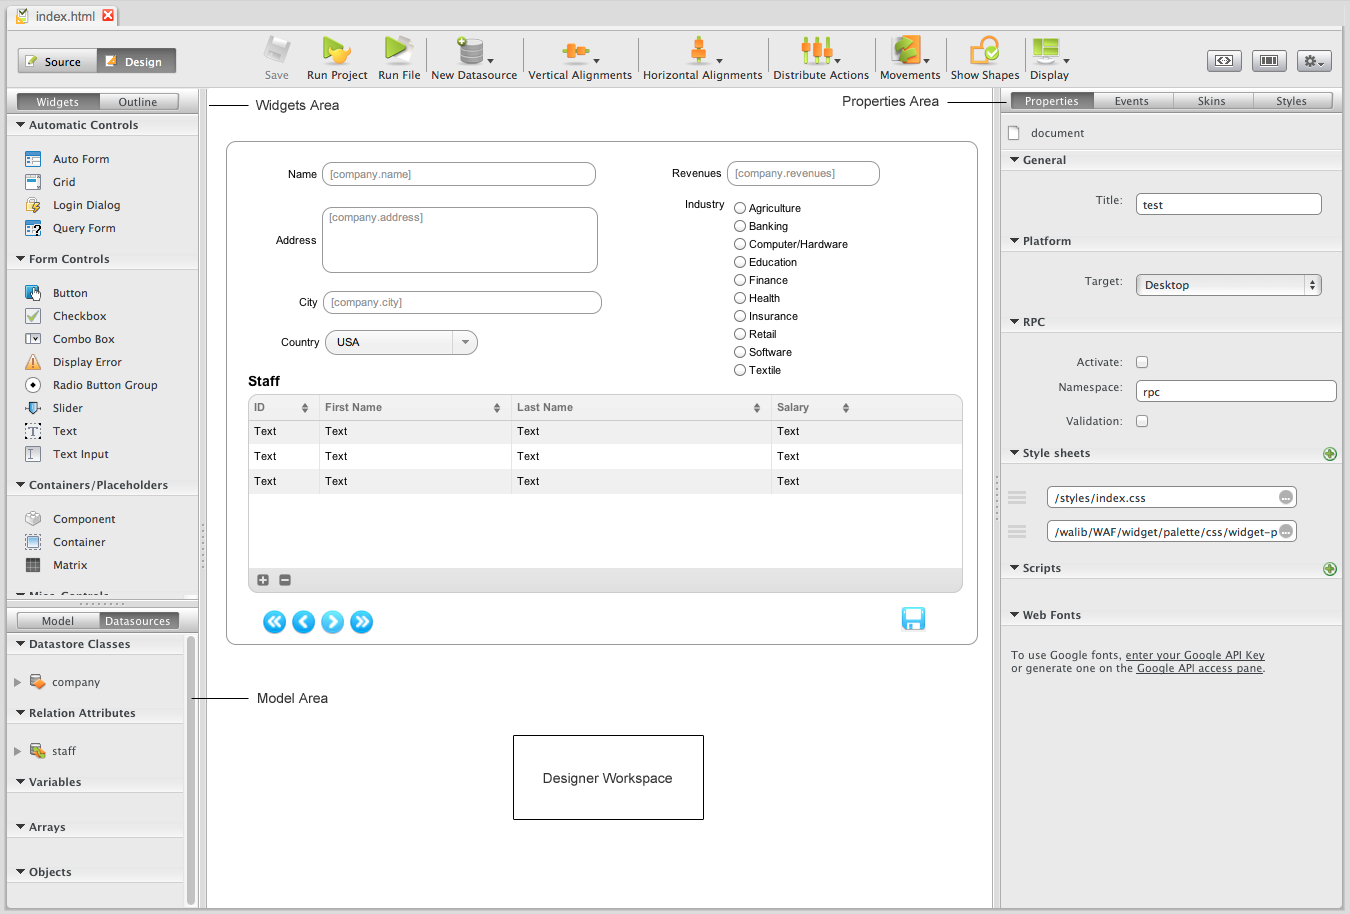 index.html
Source
Design
Save
Run Project
Run File
New Datasource
Vertical Alignments
Horizontal Alignments
Distribute Actions
Movements
Show Shapes
Display
Widgets
Outline
Automatic Controls
Auto Form
Grid
Login Dialog
Query Form
Form Controls
Button
Checkbox
Combo Box
Display Error
Radio Button Group
Slider
Text
Text Input
Containers/Placeholders
Component
Container
Matrix
Misc Controls
Model
Datasources
Datastore Classes
company
Relation Attributes
staff
Variables
Arrays
Objects
Widgets Area
Properties Area
Name
[company.name]
Address
[company.address]
City
[company.city]
Country
USA
Revenues
[company.revenues]
Industry
Agriculture
Banking
Computer/Hardware
Education
Finance
Health
Insurance
Retail
Software
Textile
Staff
ID First Name Last Name Salary
Text Text Text Text
Text Text Text Text
Text Text Text Text
Model Area
Designer Workspace
Properties
Events
Skins
Styles
document
General
Title:
test
Platform
Target:
Desktop
RPC
Activate:
Namespace:
rpc
Validation:
Style sheets
/styles/index.css
/walib/WAF/widget/palette/css/widget-p
Scripts
Web Fonts
To use Google fonts, enter your Google API Key
or generate one on the Google API access pane.